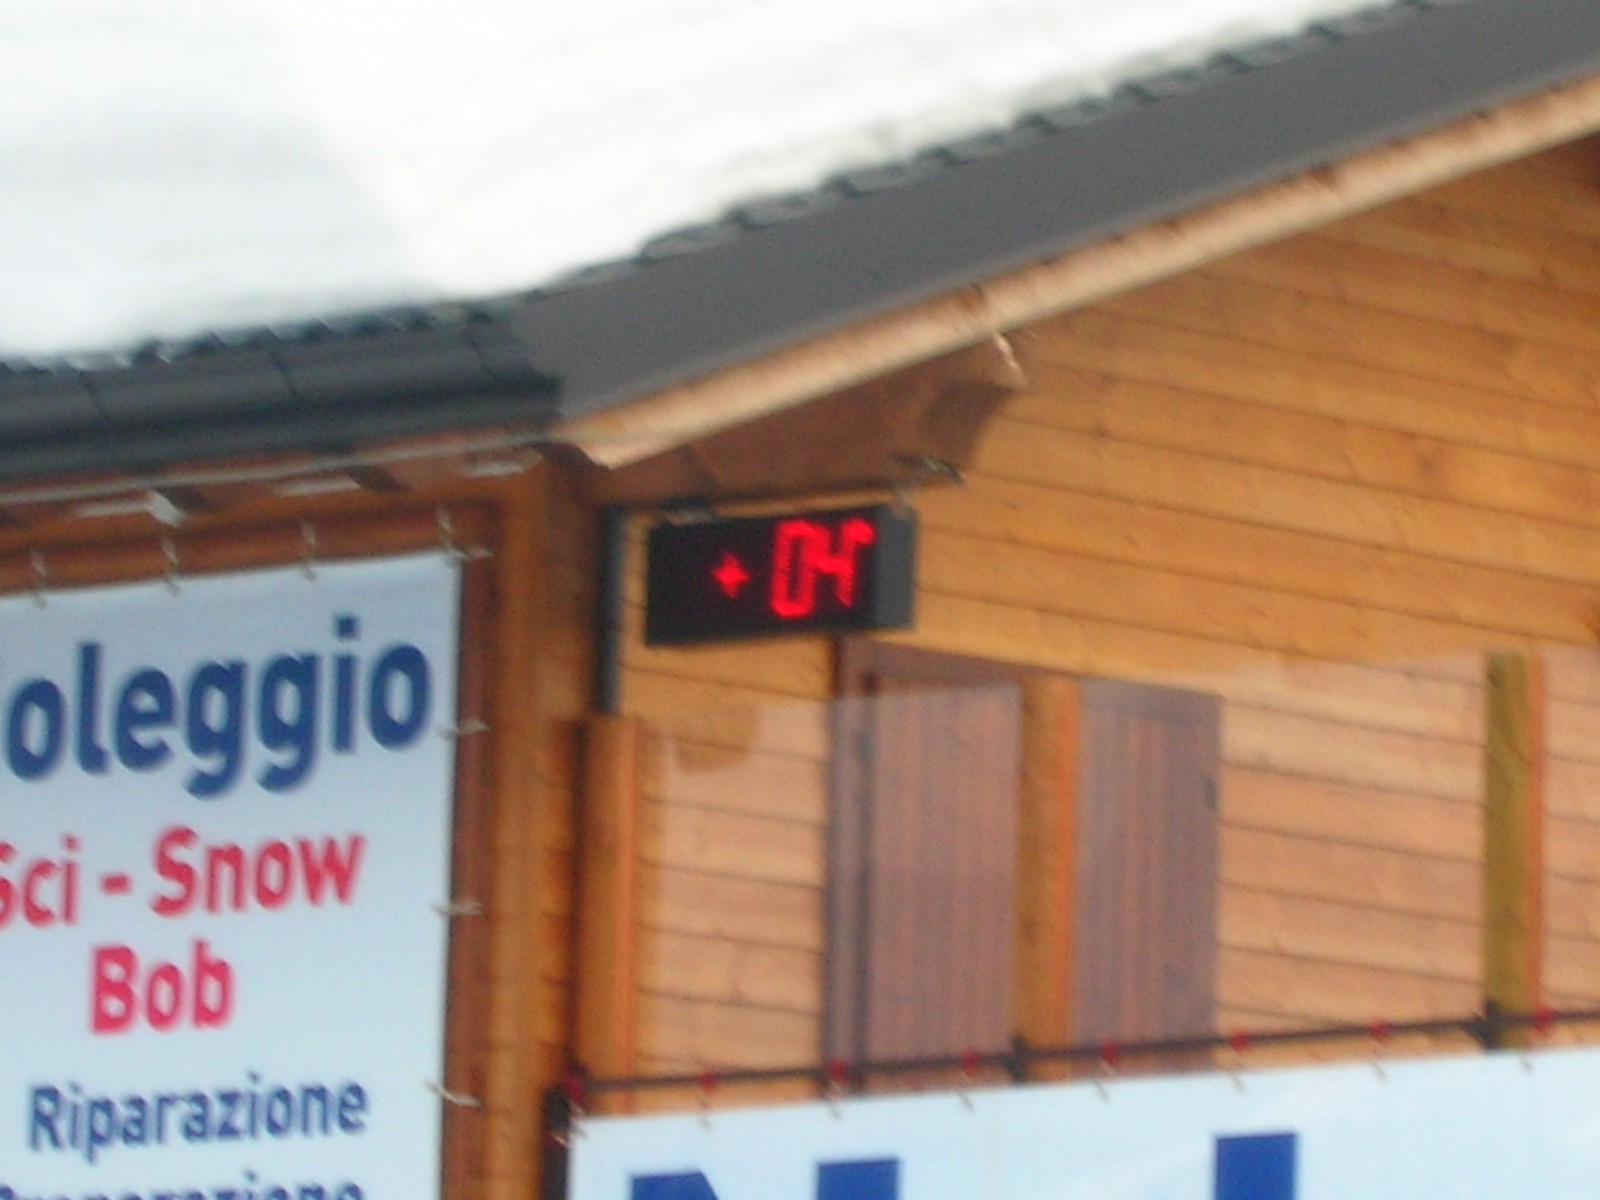 +04°
oleggio
Sci - Snow
Bob
Riparazione